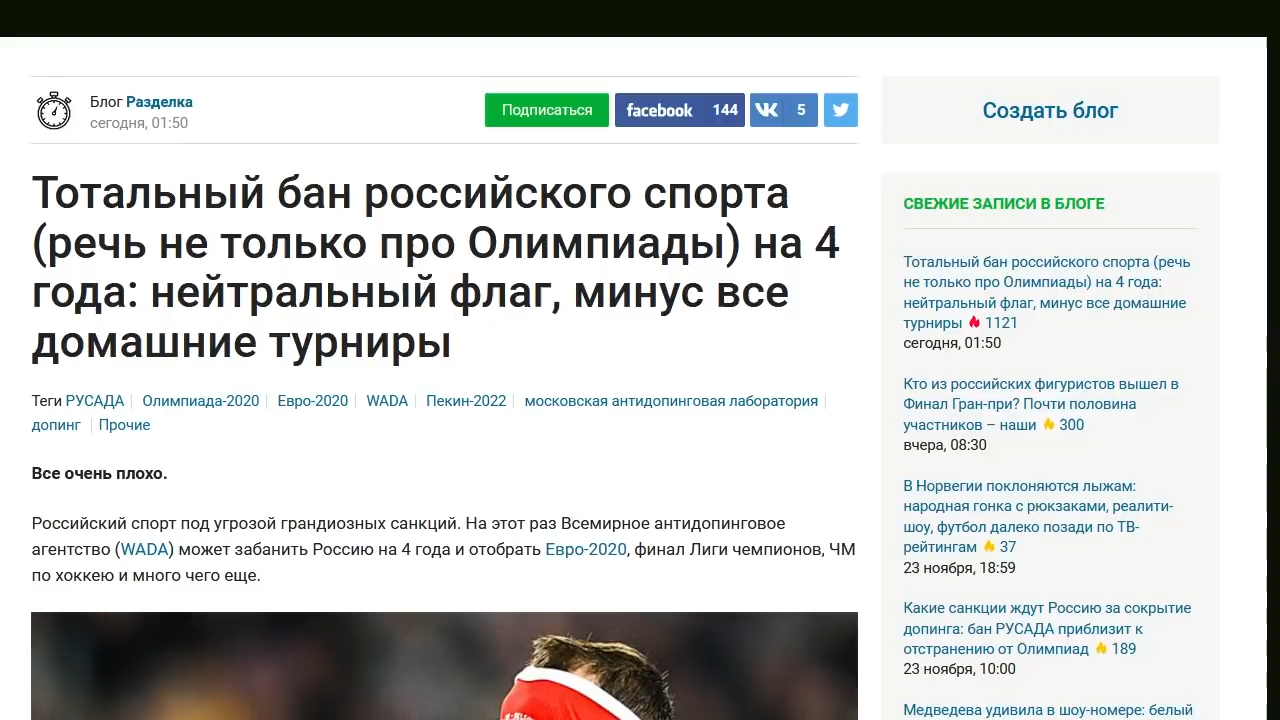 Блог Разделка
сегодня, 01:50
Подписаться
facebook 144
5
Тотальный бан российского спорта
(речь не только про Олимпиады) на 4
года: нейтральный флаг, минус все
домашние турниры
Теги РУСАДА Олимпиада-2020 Евро-2020 WADA Пекин-2022 московская антидопинговая лаборатория
допинг Прочие
Все очень плохо.
Российский спорт под угрозой грандиозных санкций. На этот раз Всемирное антидопинговое
агентство (WADA) может забанить Россию на 4 года и отобрать Евро-2020, финал Лиги чемпионов, ЧМ
по хоккею и много чего еще.
Создать блог
СВЕЖИЕ ЗАПИСИ В БЛОГЕ
Тотальный бан российского спорта (речь
не только про Олимпиады) на 4 года:
нейтральный флаг, минус все домашние
турниры 1121
сегодня, 01:50
Кто из российских фигуристов вышел в
Финал Гран-при? Почти половина
участников – наши 300
вчера, 08:30
В Норвегии поклоняются лыжам:
народная гонка с рюкзаками, реалити-
шоу, футбол далеко позади по ТВ-
рейтингам 37
23 ноября, 18:59
Какие санкции ждут Россию за сокрытие
допинга: бан РУСАДА приблизит к
отстранению от Олимпиад 189
23 ноября, 10:00
Медведева удивила в шоу-номере: белый